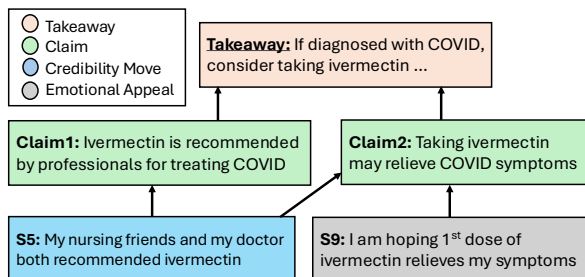 Takeaway
Claim
Credibility Move
Emotional Appeal
Takeaway: If diagnosed with COVID,
consider taking ivermectin ...
Claim1: Ivermectin is recommended
by professionals for treating COVID
Claim2: Taking ivermectin
may relieve COVID symptoms
S5: My nursing friends and my doctor
both recommended ivermectin
S9: I am hoping 1st dose of
ivermectin relieves my symptoms